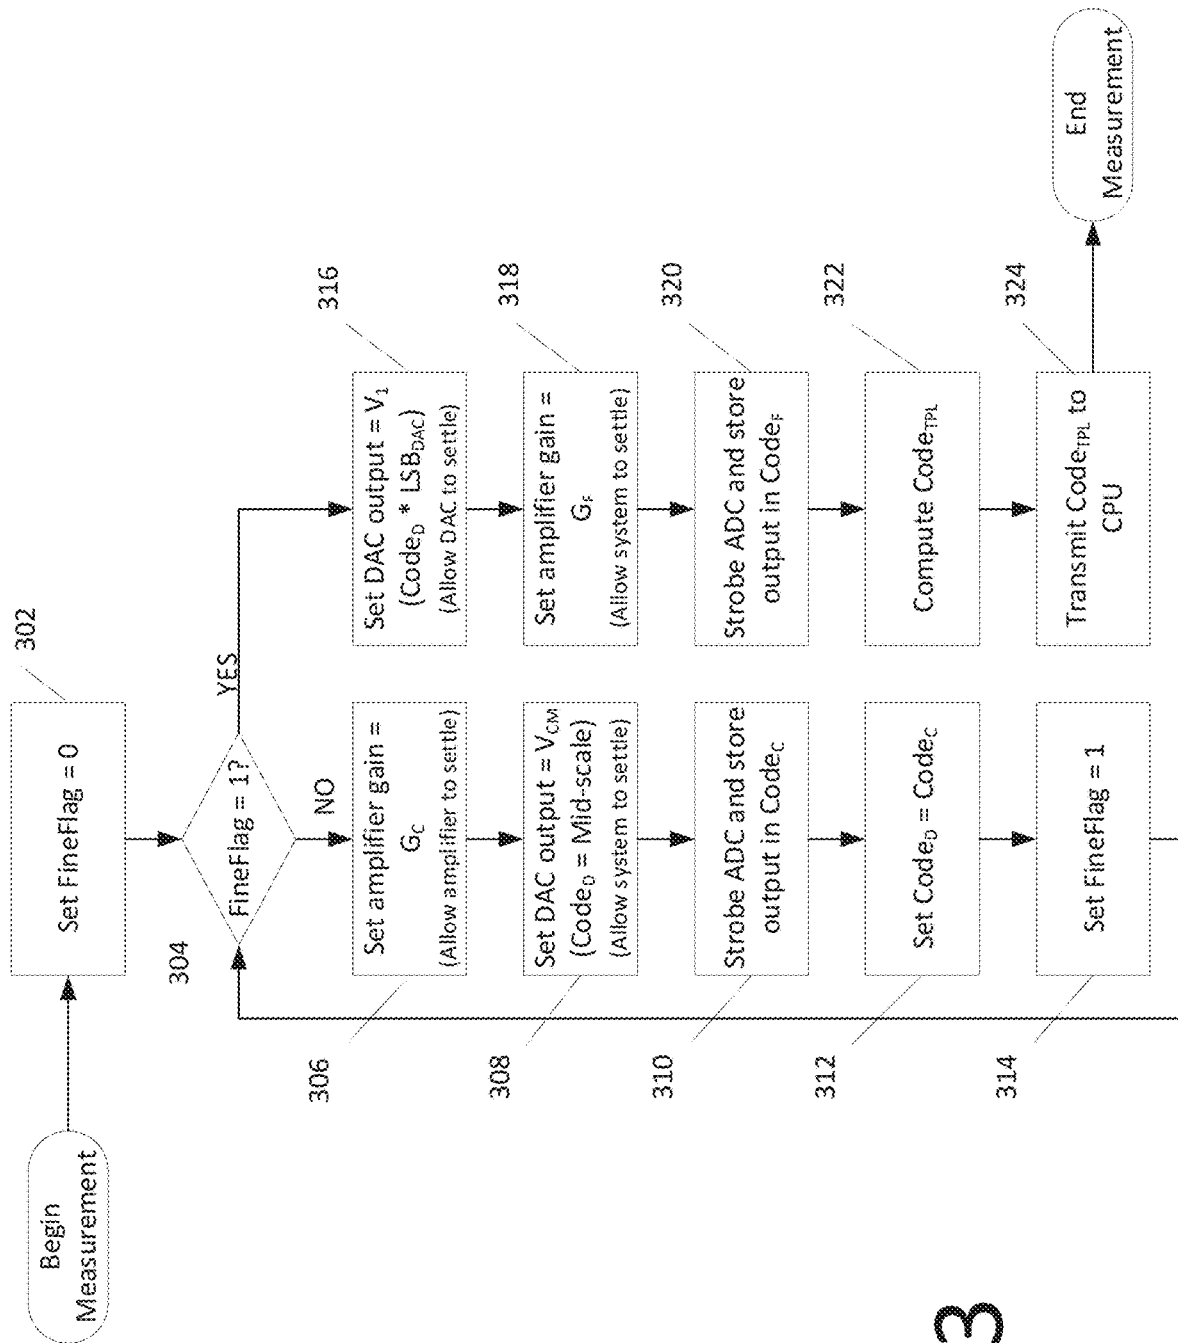 Begin
Measurement
Set FineFlag = 0
302
304
FineFlag = 1?
YES
NO
Set amplifier gain =
G_C
(Allow amplifier to settle)
306
Set DAC output = V_CM
(Code_D = Mid-scale)
(Allow system to settle)
308
Strobe ADC and store
output in Code_C
310
Set Code_D = Code_C
312
Set FineFlag = 1
314
Set DAC output = V_1
(Code_D * LSB_DAC)
(Allow DAC to settle)
316
Set amplifier gain =
G_F
(Allow system to settle)
318
Strobe ADC and store
output in Code_F
320
Compute Code_TPL
322
Transmit Code_TPL to
CPU
324
End
Measurement
3